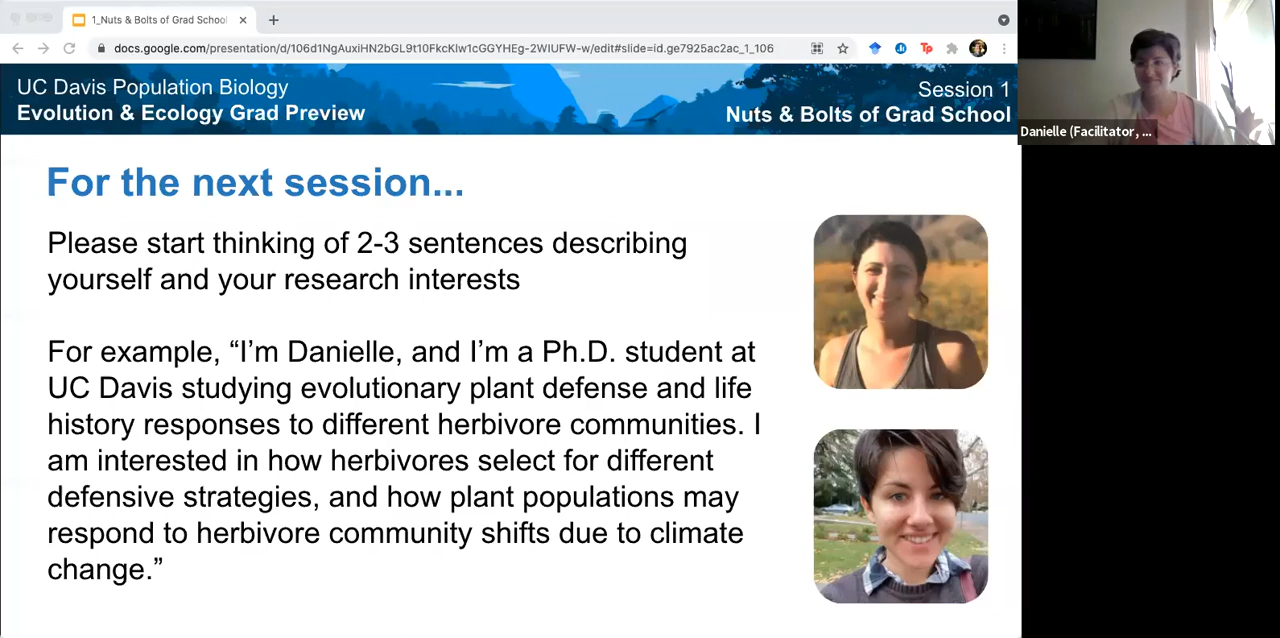 1_Nuts & Bolts of Grad School
docs.google.com/presentation/d/106d1NgAuxiHN2bGL9t10FkcKlw1cGGYHEg-2WIUFW-w/edit#slide=id.ge7925ac2ac_1_106
Tp
UC Davis Population Biology
Evolution & Ecology Grad Preview
Session 1
Nuts & Bolts of Grad School
Danielle (Facilitator, ...
For the next session...
Please start thinking of 2-3 sentences describing
yourself and your research interests
For example, “I’m Danielle, and I’m a Ph.D. student at
UC Davis studying evolutionary plant defense and life
history responses to different herbivore communities. I
am interested in how herbivores select for different
defensive strategies, and how plant populations may
respond to herbivore community shifts due to climate
change.”